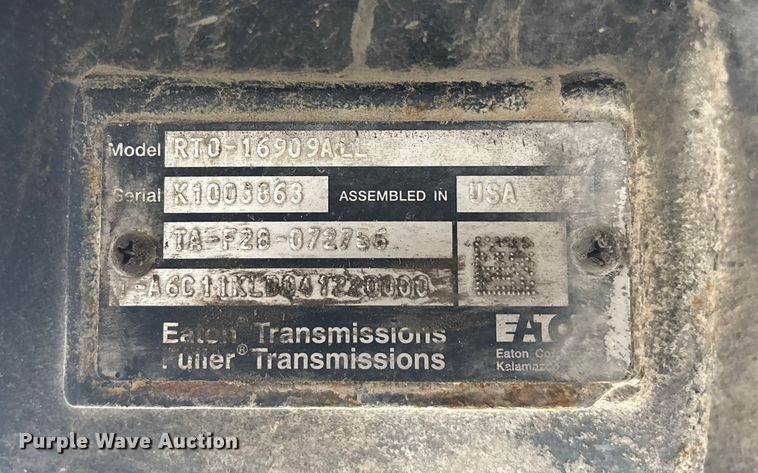 Model RTO-16909ALL
Serial K1003863 ASSEMBLED IN USA
TA-F28-072756
Eaton® Transmissions
Fuller® Transmissions
Eaton
Purple Wave Auction